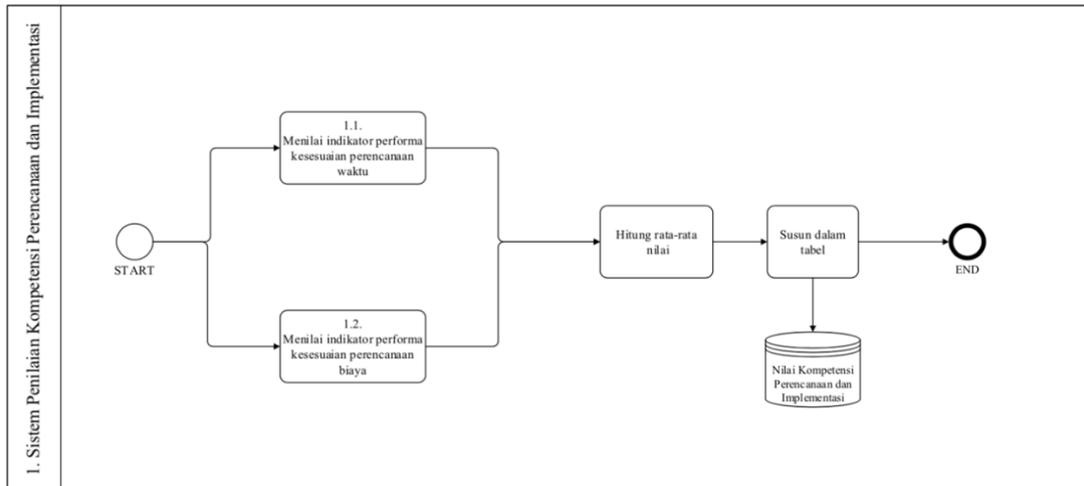 1. Sistem Penilaian Kompetensi Perencanaan dan Implementasi
START
1.1.
Menilai indikator performa
kesesuaian perencanaan
waktu
1.2.
Menilai indikator performa
kesesuaian perencanaan
biaya
Hitung rata-rata
nilai
Susun dalam
tabel
Nilai Kompetensi
Perencanaan dan
Implementasi
END